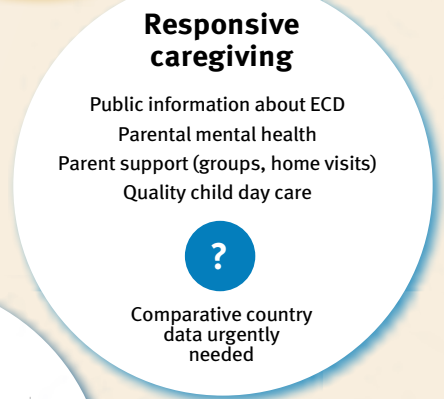 Responsive
caregiving
Public information about ECD
Parental mental health
Parent support (groups, home visits)
Quality child day care
?
Comparative country
data urgently
needed